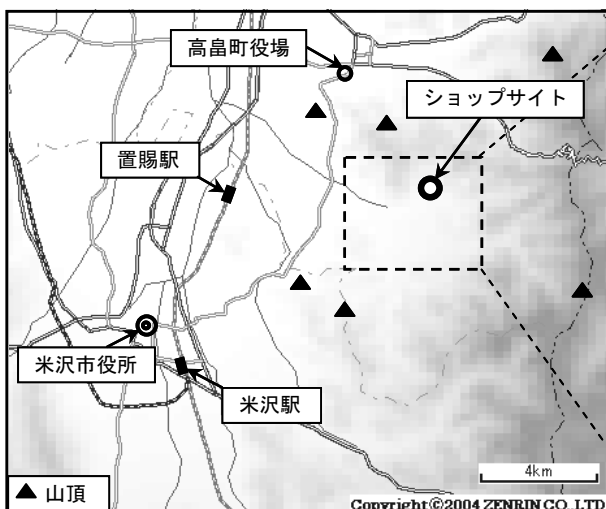 高畠町役場
ショップサイト
置賜駅
米沢市役所
米沢駅
4km
▲ 山頂
Copyright©2004 ZENRIN CO.,LTD